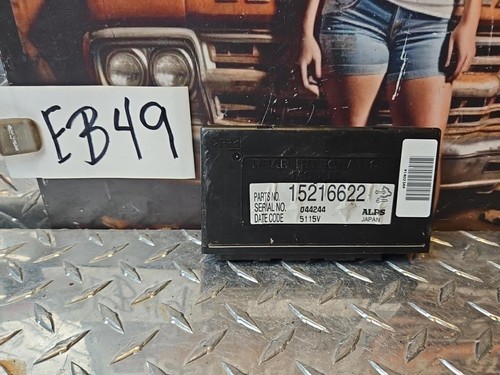 EB49
PARTS NO. 15216622
SERIAL NO. 044244
DATE CODE 5115V
ALPS
JAPAN